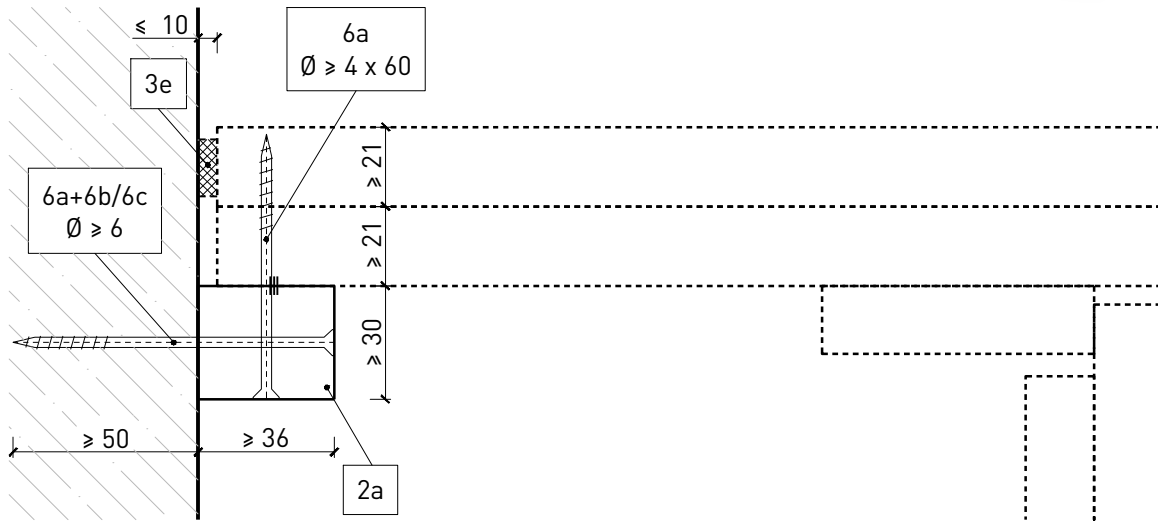 ≤ 10
6a
Ø ≥ 4 x 60
3e
≥ 21
6a+6b/6c
Ø ≥ 6
≥ 21
≥ 30
≥ 50
≥ 36
2a